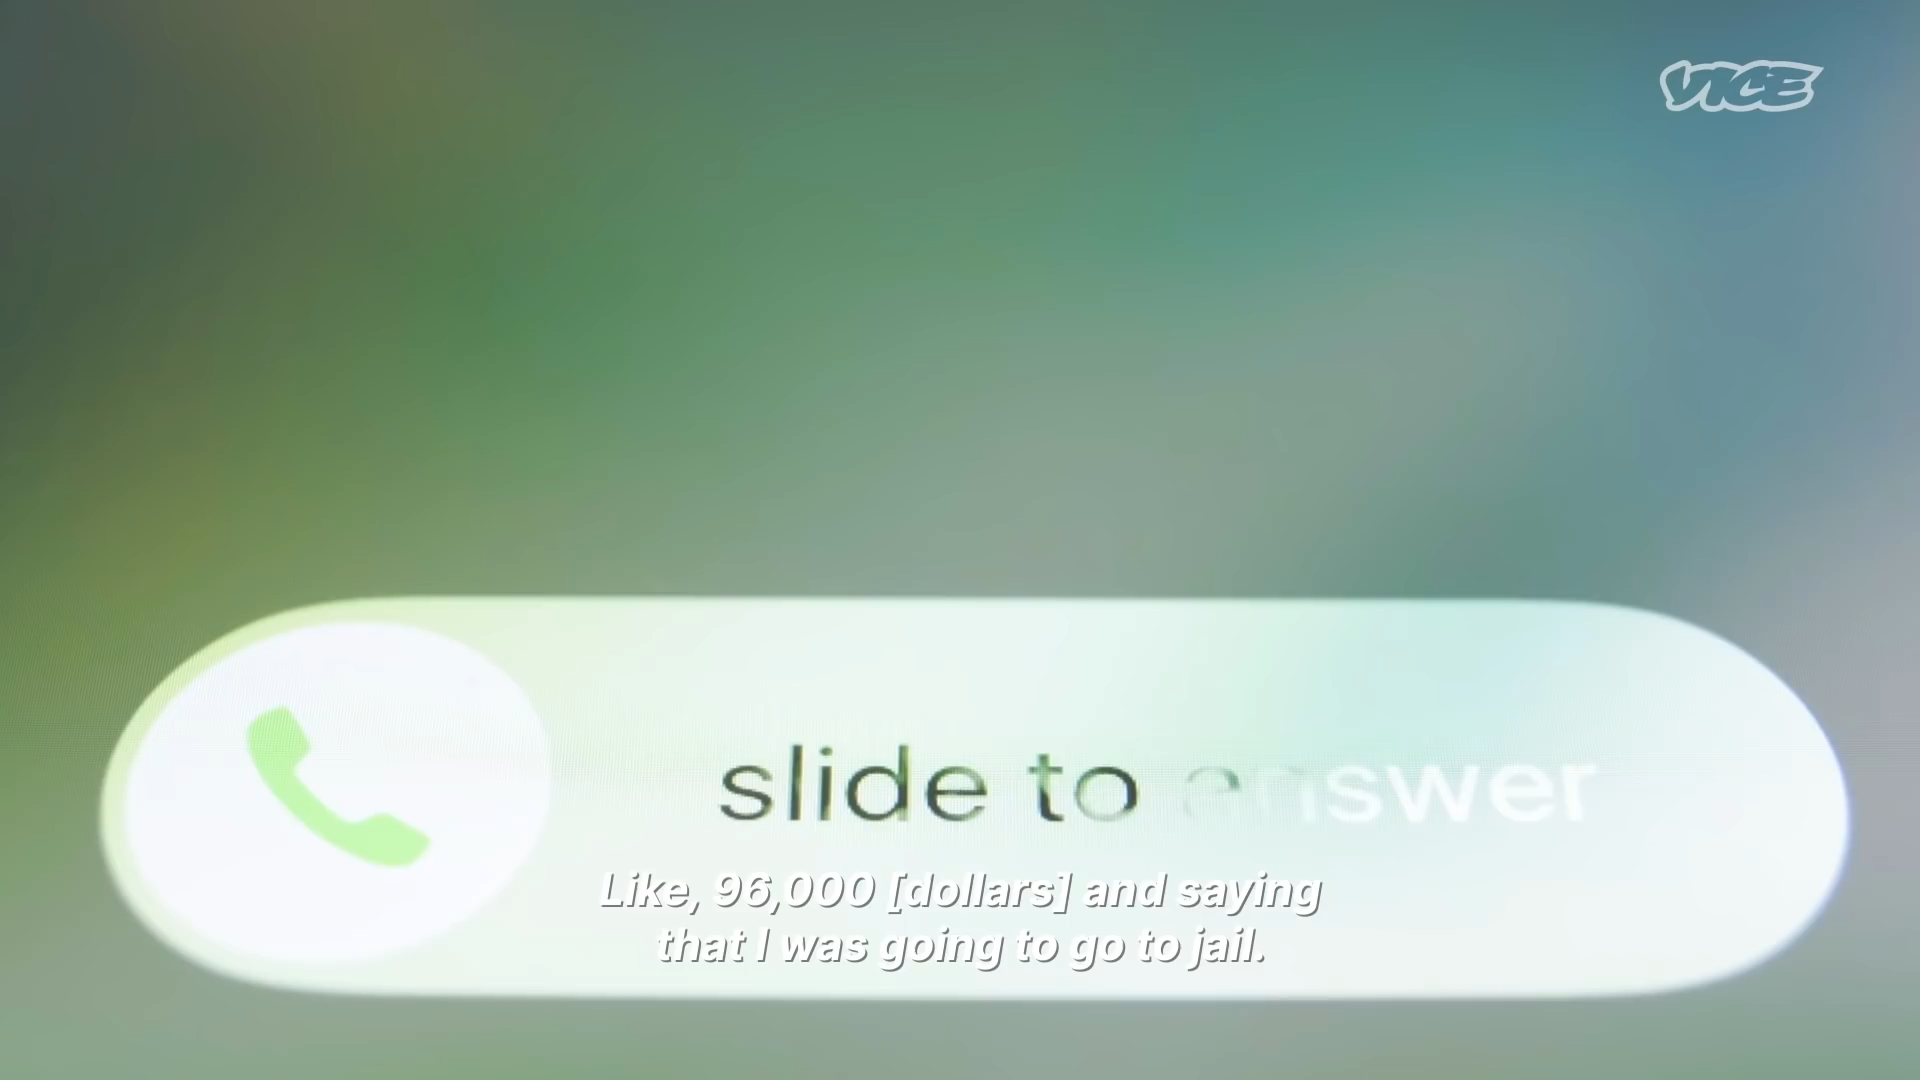 VICE
slide to answer
Like, 96,000 [dollars] and saying
that I was going to go to jail.